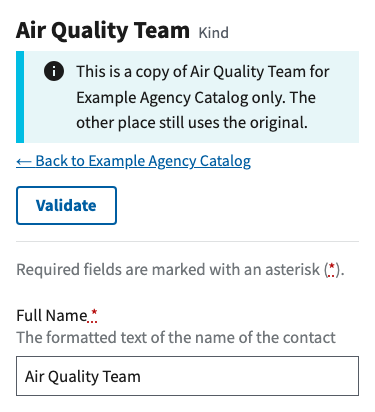 Air Quality Team Kind
This is a copy of Air Quality Team for
Example Agency Catalog only. The
other place still uses the original.
← Back to Example Agency Catalog
Validate
Required fields are marked with an asterisk (*).
Full Name *
The formatted text of the name of the contact
Air Quality Team